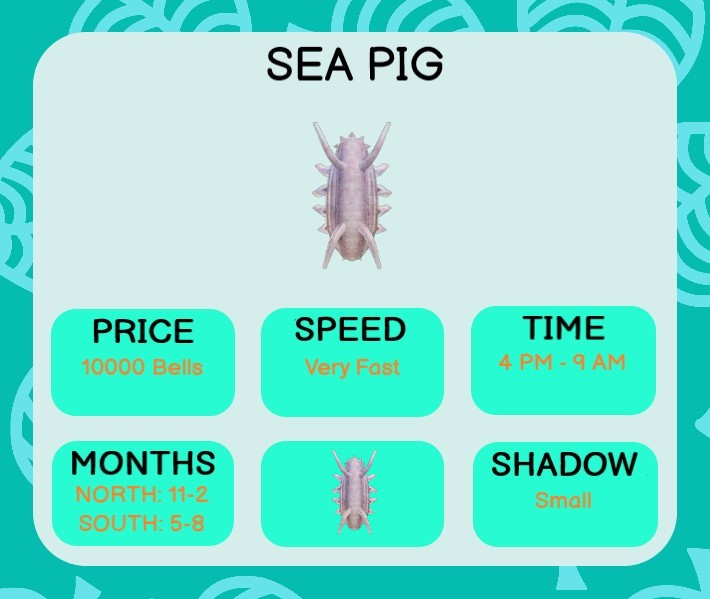 SEA PIG
PRICE
10000 Bells
SPEED
Very Fast
TIME
4 PM - 9 AM
MONTHS
NORTH: 11-2
SOUTH: 5-8
SHADOW
Small